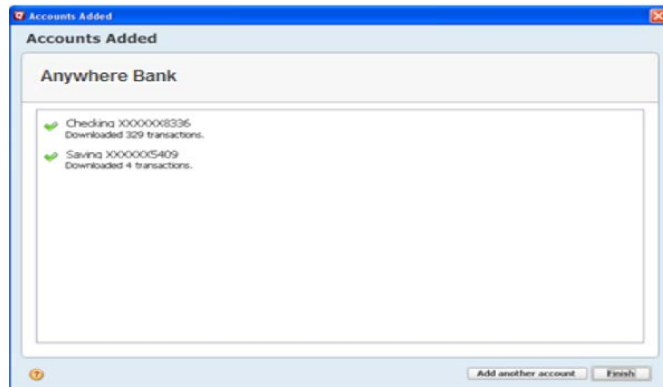 Accounts Added
Accounts Added
Anywhere Bank
Checking XXXXXX8336
Downloaded 329 transactions.
Saving XXXXXX5409
Downloaded 4 transactions.
?
Add another account
Finish